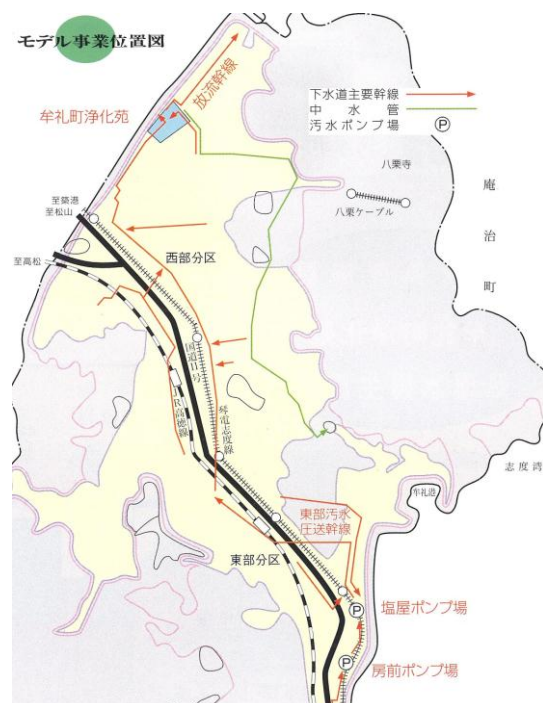 モデル事業位置図
放流幹線
牟礼町浄化苑
下水道主要幹線
中水管
汚水ポンプ場 Ⓟ
八栗寺
八栗ケーブル
庵治町
至築港
至松山
至高松
西部分区
国道11号
JR高徳線
琴電志度線
志度湾
牟礼港
東部汚水
圧送幹線
東部分区
塩屋ポンプ場
P
房前ポンプ場
P